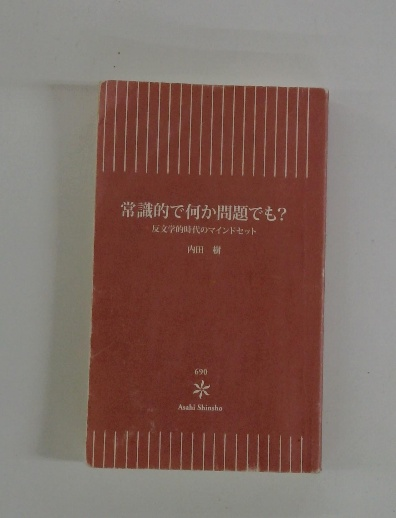 常識的で何か問題でも？
反文学的時代のマインドセット
内田 樹
690
Asahi Shinsho